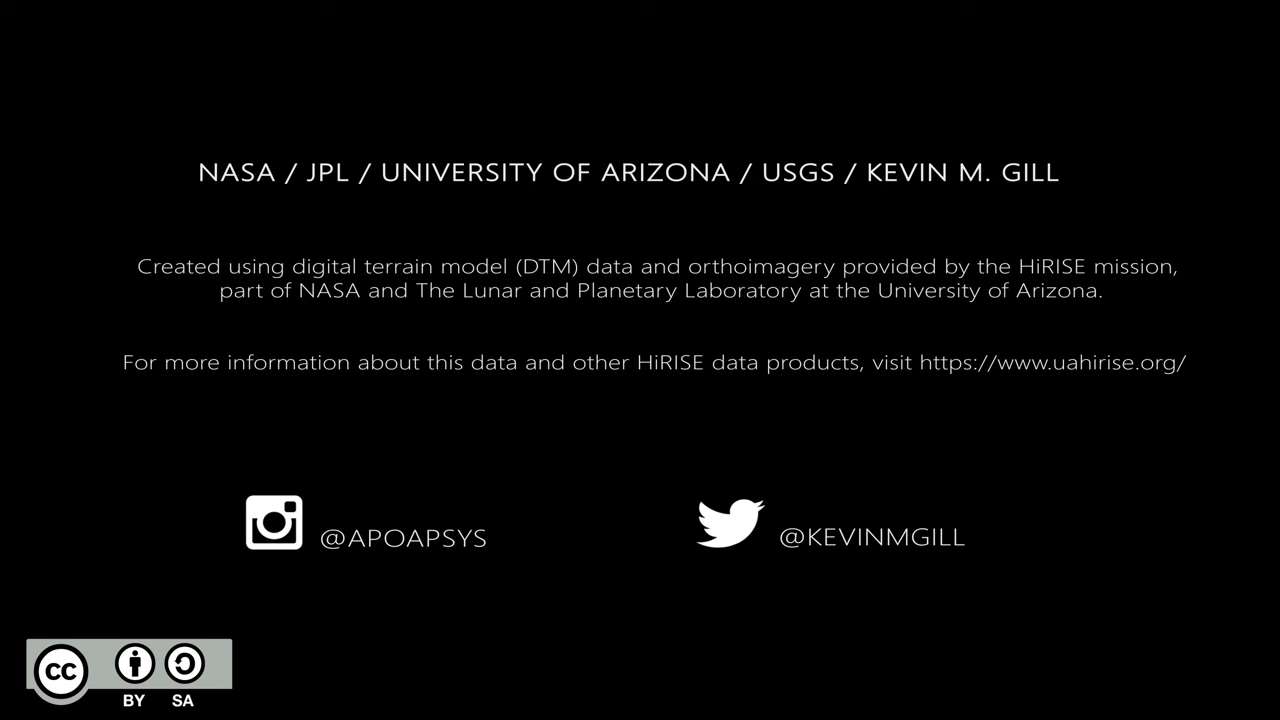 NASA / JPL / UNIVERSITY OF ARIZONA / USGS / KEVIN M. GILL
Created using digital terrain model (DTM) data and orthoimagery provided by the HiRISE mission,
part of NASA and The Lunar and Planetary Laboratory at the University of Arizona.
For more information about this data and other HiRISE data products, visit https://www.uahirise.org/
@APOAPSYS
@KEVINMGILL
cc
BY SA